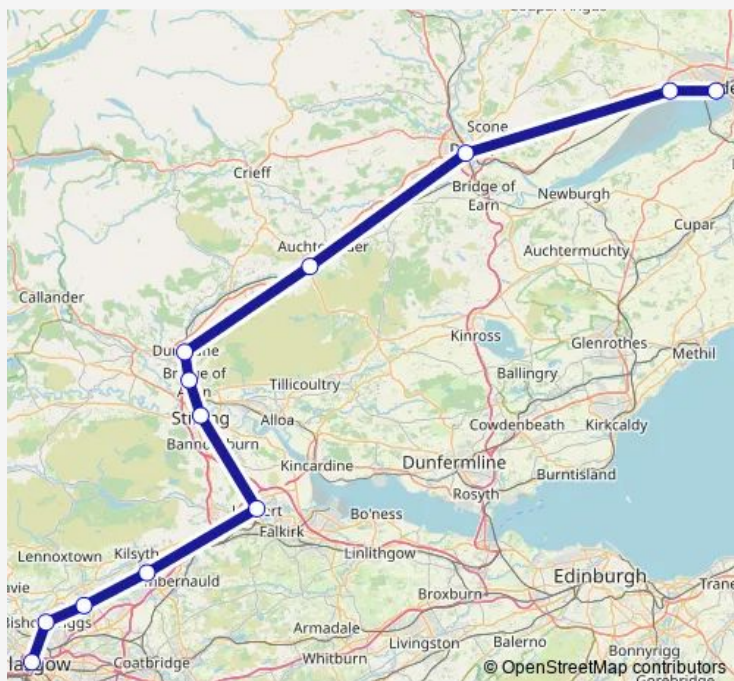 Scone
Crieff
Bridge of
Earn
Newburgh
Cupar
Auchtermuchty
Callander
Kinross
Glenrothes
Methil
Ballingry
Tillicoultry
Alloa
Cowdenbeath
Kirkcaldy
Kincardine
Dunfermline
Burntisland
Rosyth
Bo'ness
Falkirk
Linlithgow
Lennoxtown
Kilsyth
Edinburgh
Broxburn
Armadale
Livingston
Balerno
Bonnyrigg
Coatbridge
Whitburn
© OpenStreetMap contributors